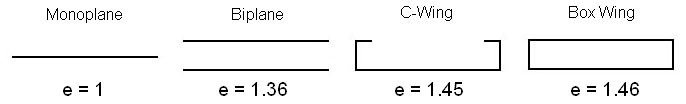 Monoplane Biplane C-Wing Box Wing
e = 1 e = 1.36 e = 1.45 e = 1.46